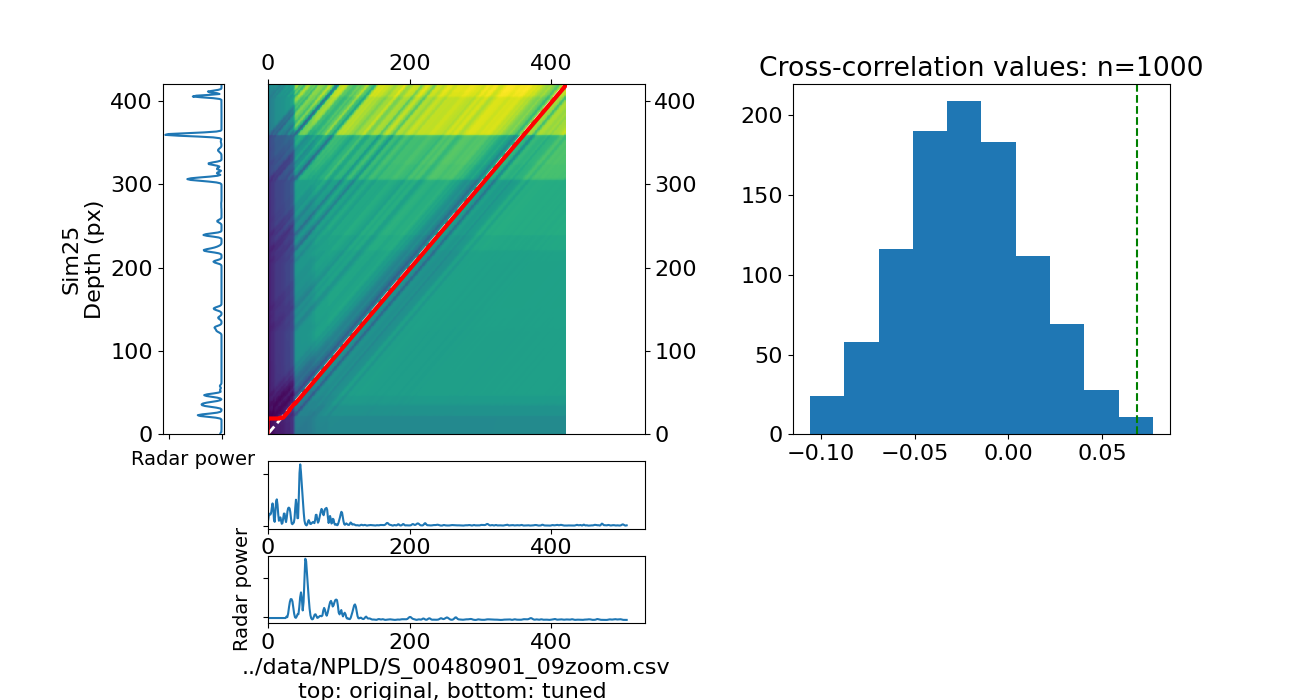 Cross-correlation values: n=1000
0 200 400
400 400 200
300 300 150
Sim25
Depth (px)
200 200 100
100 100 50
0 0 0
−0.10 −0.05 0.00 0.05
Radar power
0 200 400
Radar power
0 200 400
../data/NPLD/S_00480901_09zoom.csv
top: original, bottom: tuned